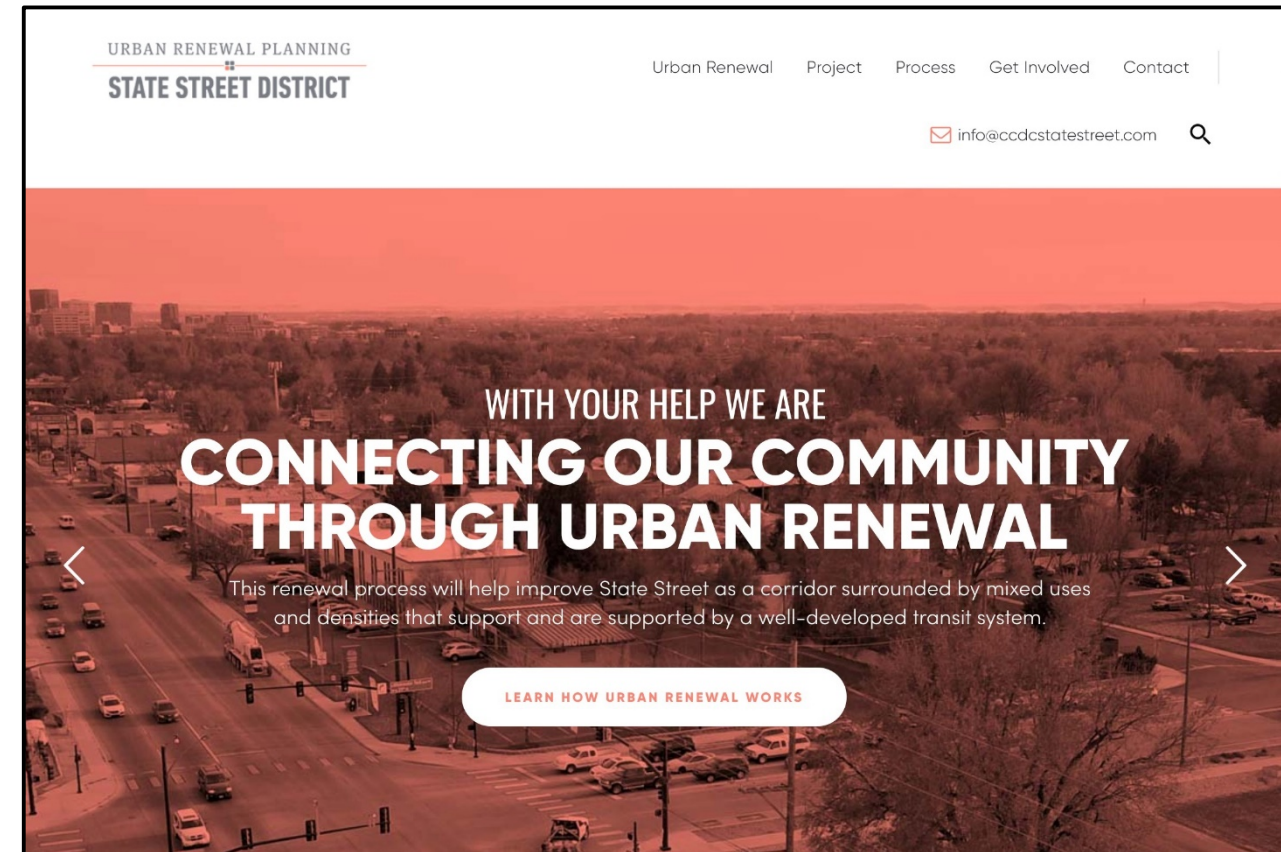 URBAN RENEWAL PLANNING
STATE STREET DISTRICT
Urban Renewal Project Process Get Involved Contact
info@ccdcstatestreet.com
WITH YOUR HELP WE ARE
CONNECTING OUR COMMUNITY
THROUGH URBAN RENEWAL
This renewal process will help improve State Street as a corridor surrounded by mixed uses
and densities that support and are supported by a well-developed transit system.
LEARN HOW URBAN RENEWAL WORKS